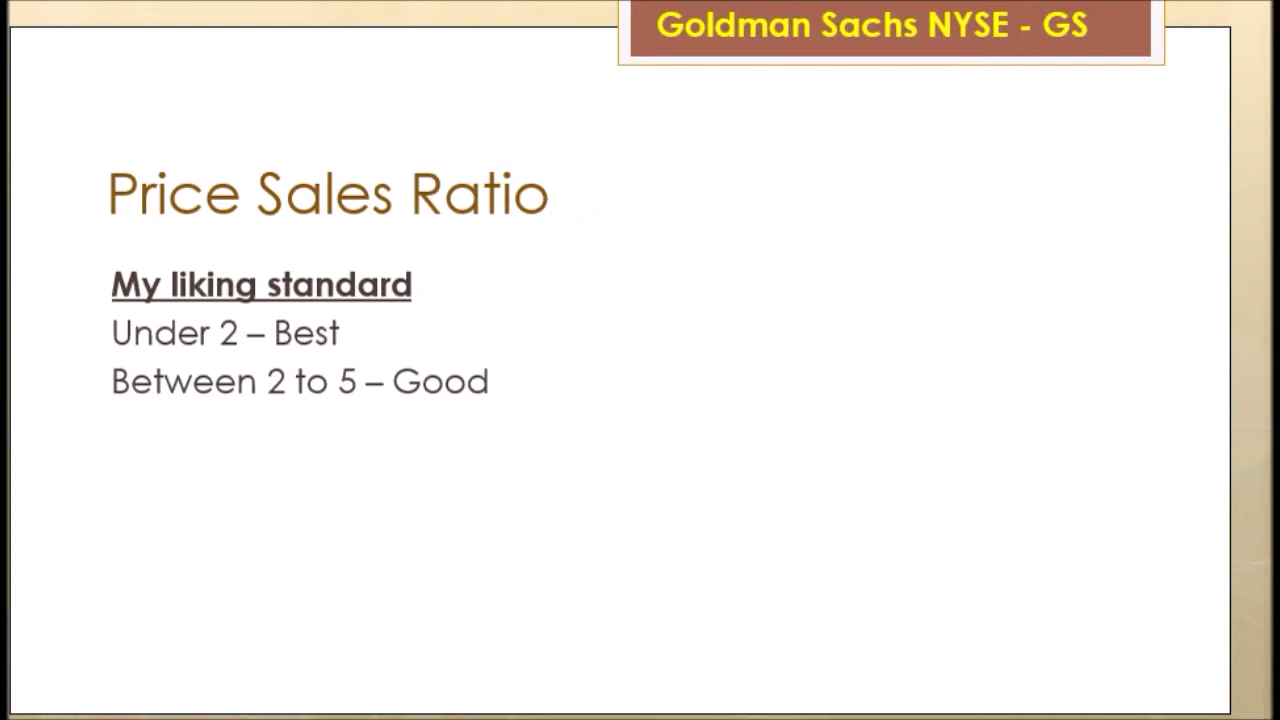 Goldman Sachs NYSE - GS
Price Sales Ratio
My liking standard
Under 2 – Best
Between 2 to 5 – Good